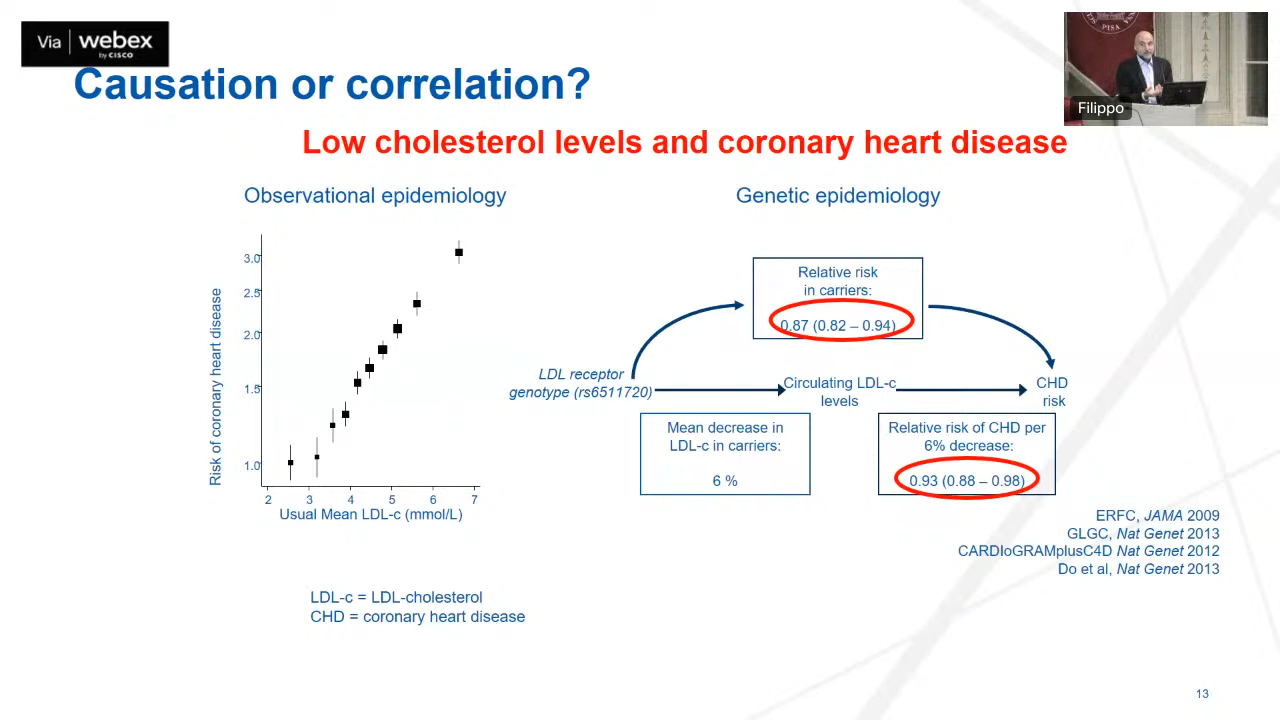 Via webex
by CISCO
PISA
Filippo
Causation or correlation?
Low cholesterol levels and coronary heart disease
Observational epidemiology
3.0
2.5
2.0
1.5
1.0
Risk of coronary heart disease
2 3 4 5 6 7
Usual Mean LDL-c (mmol/L)
LDL-c = LDL-cholesterol
CHD = coronary heart disease
Genetic epidemiology
Relative risk
in carriers:
0.87 (0.82 – 0.94)
LDL receptor
genotype (rs6511720)
Circulating LDL-c
levels
CHD
risk
Mean decrease in
LDL-c in carriers:
6 %
Relative risk of CHD per
6% decrease:
0.93 (0.88 – 0.98)
ERFC, JAMA 2009
GLGC, Nat Genet 2013
CARDIoGRAMplusC4D Nat Genet 2012
Do et al, Nat Genet 2013
13